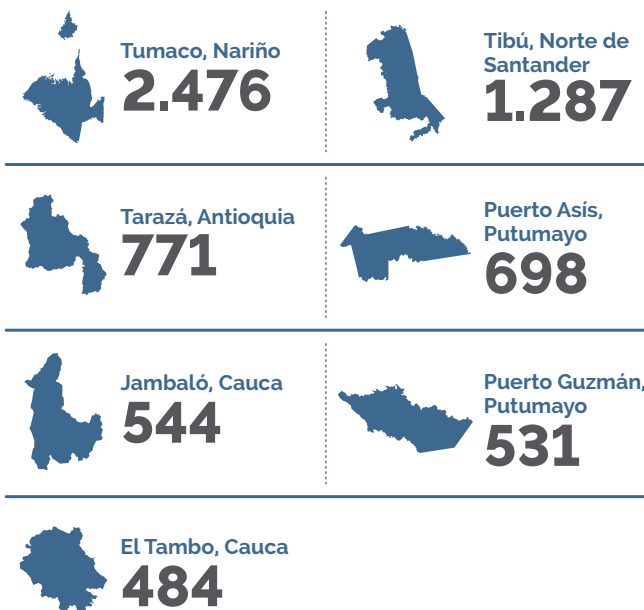 Tumaco, Nariño
2.476
Tibú, Norte de
Santander
1.287
Tarazá, Antioquia
771
Puerto Asís,
Putumayo
698
Jambaló, Cauca
544
Puerto Guzmán,
Putumayo
531
El Tambo, Cauca
484